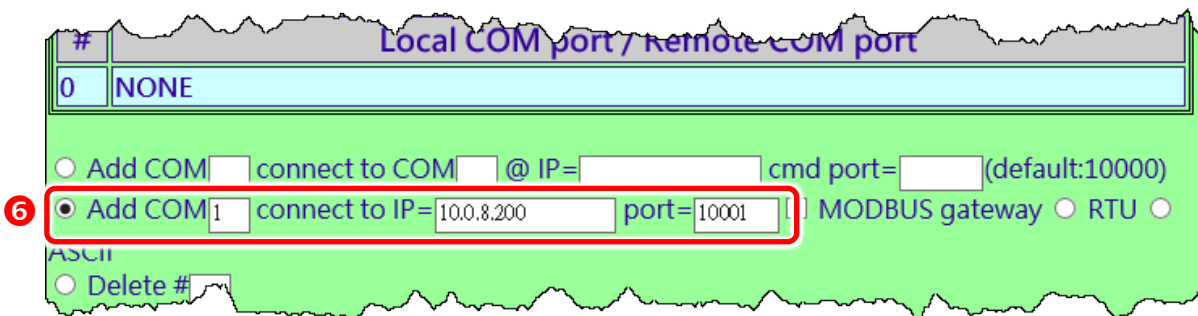 # Local COM port / Remote COM port
0 NONE
Add COM connect to COM @ IP= cmd port= (default:10000)
6 Add COM 1 connect to IP= 10.0.8.200 port= 10001 MODBUS gateway RTU
ASCII
Delete #